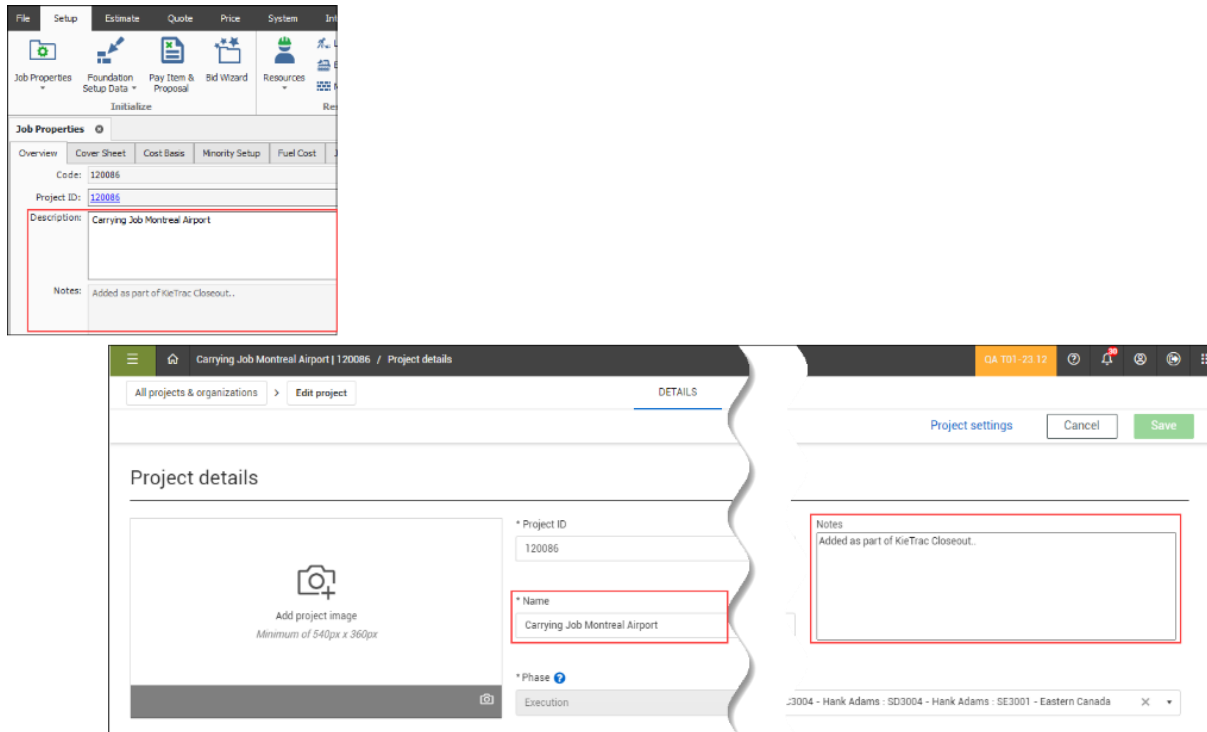 File Setup Estimate Quote Price System Int
Job Properties Foundation Setup Data Pay Item & Proposal Bid Wizard Resources
Initialize Res
Job Properties
Overview Cover Sheet Cost Basis Minority Setup Fuel Cost
Code: 120086
Project ID: 120086
Description: Carrying Job Montreal Airport
Notes: Added as part of KieTrac Closeout..
Carrying Job Montreal Airport | 120086 / Project details QA T01-23.12 30
All projects & organizations > Edit project DETAILS
Project settings Cancel Save
Project details
* Project ID
120086
Notes
Added as part of KieTrac Closeout..
Add project image
Minimum of 540px x 360px
* Name
Carrying Job Montreal Airport
* Phase ?
Execution
3004 - Hank Adams : SD3004 - Hank Adams : SE3001 - Eastern Canada